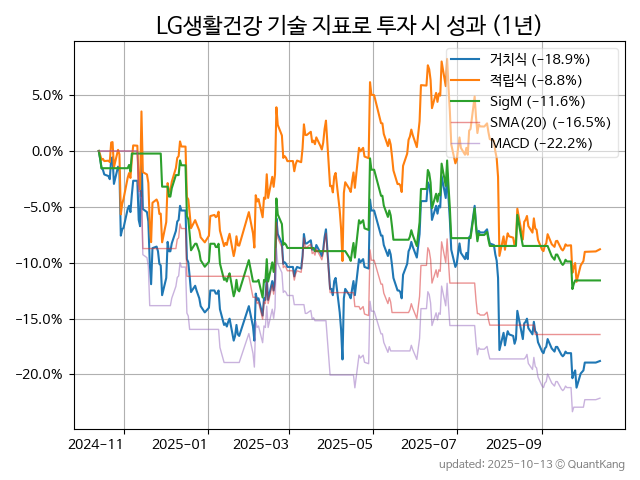 LG생활건강 기술 지표로 투자 시 성과 (1년)
거치식 (−18.9%)
적립식 (−8.8%)
SigM (−11.6%)
SMA(20) (−16.5%)
MACD (−22.2%)
5.0%
0.0%
−5.0%
−10.0%
−15.0%
−20.0%
2024-11 2025-01 2025-03 2025-05 2025-07 2025-09
updated: 2025-10-13 © QuantKang